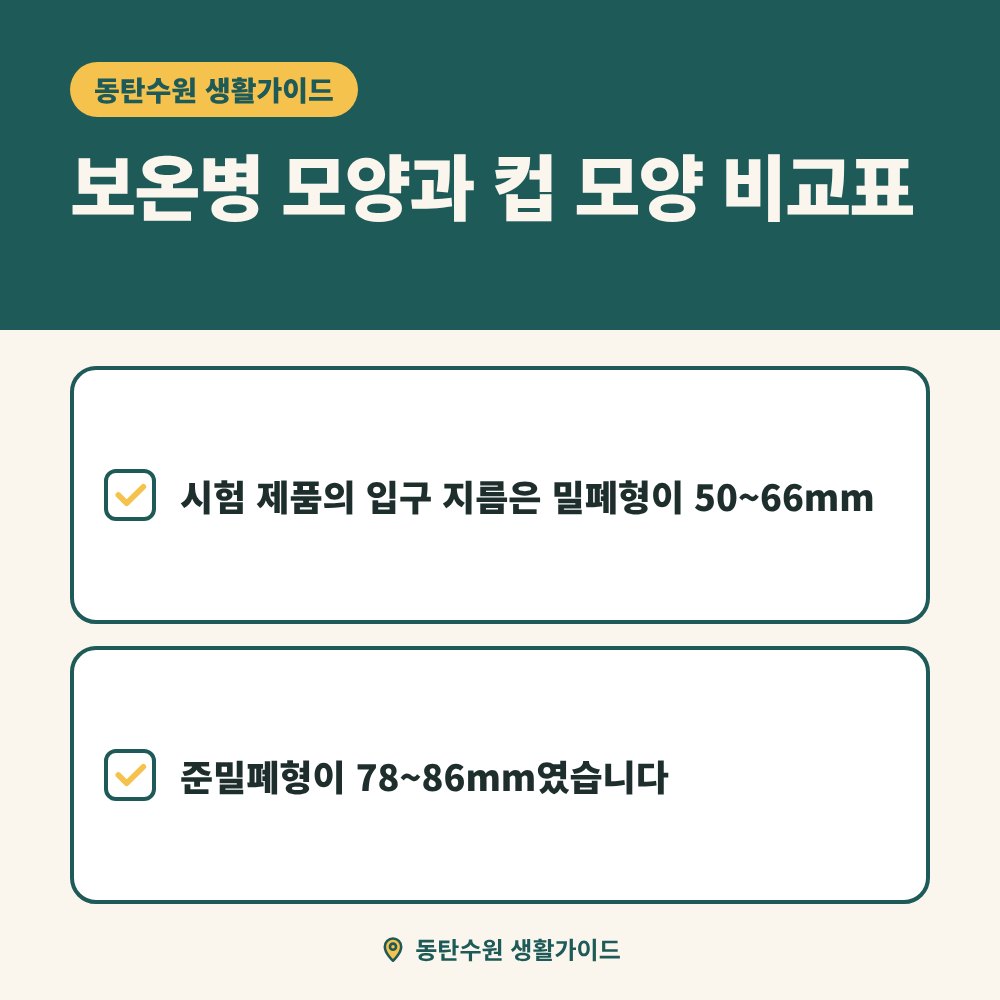 동탄수원 생활가이드
보온병 모양과 컵 모양 비교표
시험 제품의 입구 지름은 밀폐형이 50~66mm
준밀폐형이 78~86mm였습니다
동탄수원 생활가이드